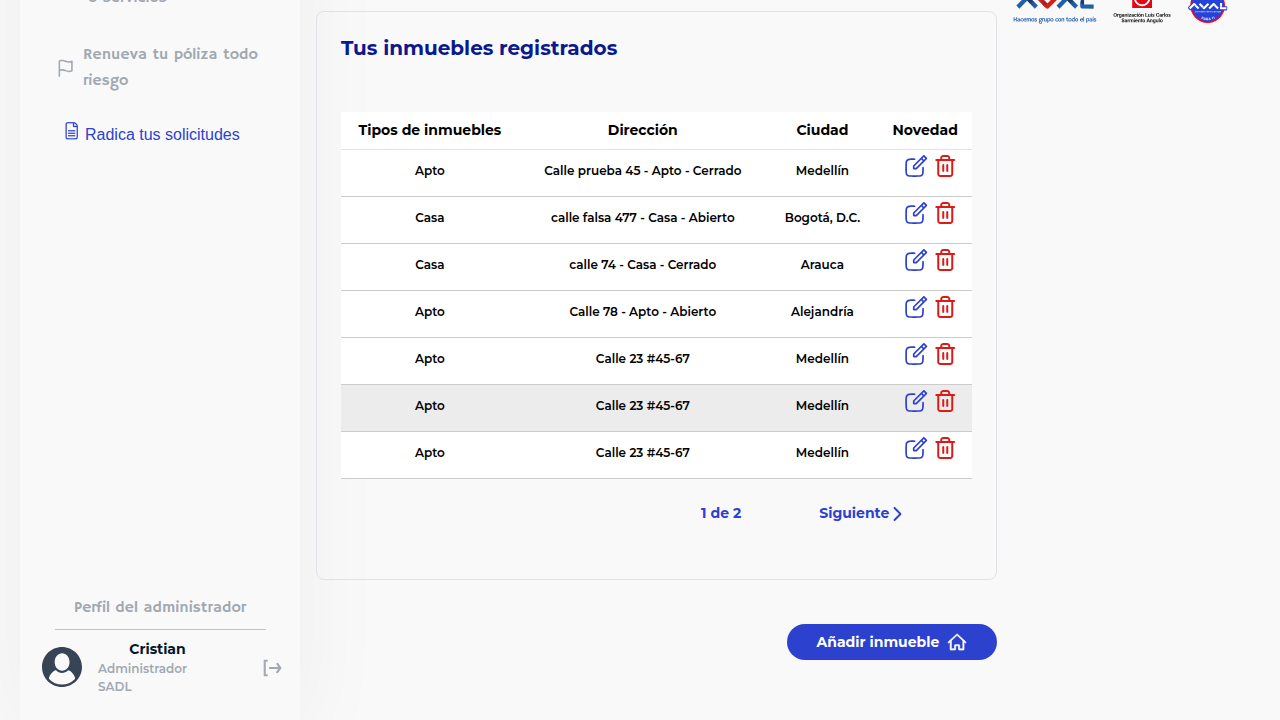 o servicios
Renueva tu póliza todo
riesgo
Radica tus solicitudes
Perfil del administrador
Cristian
Administrador
SADL
Tus inmuebles registrados
Tipos de inmuebles Dirección Ciudad Novedad
Apto Calle prueba 45 - Apto - Cerrado Medellín
Casa calle falsa 477 - Casa - Abierto Bogotá, D.C.
Casa calle 74 - Casa - Cerrado Arauca
Apto Calle 78 - Apto - Abierto Alejandría
Apto Calle 23 #45-67 Medellín
Apto Calle 23 #45-67 Medellín
Apto Calle 23 #45-67 Medellín
1 de 2 Siguiente
Añadir inmueble
AVAL
Hacemos grupo con todo el país
Organización Luis Carlos
Sarmiento Angulo
AVAL